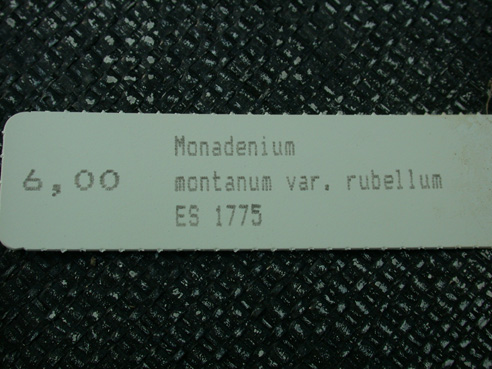 Monadenium
6,00 montanum var. rubellum
ES 1775